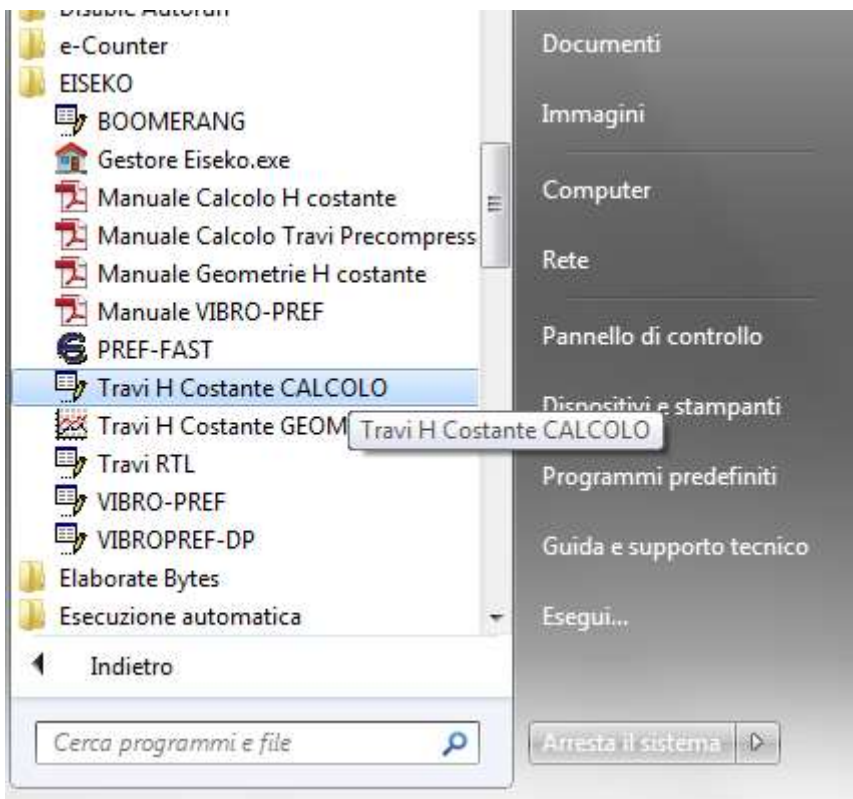 Disable Autorun
e-Counter
EISEKO
BOOMERANG
Gestore Eiseko.exe
Manuale Calcolo H costante
Manuale Calcolo Travi Precompress
Manuale Geometrie H costante
Manuale VIBRO-PREF
PREF-FAST
Travi H Costante CALCOLO
Travi H Costante GEOM
Travi H Costante CALCOLO
Travi RTL
VIBRO-PREF
VIBROPREF-DP
Elaborate Bytes
Esecuzione automatica
Indietro
Cerca programmi e file
Documenti
Immagini
Computer
Rete
Pannello di controllo
Dispositivi e stampanti
Programmi predefiniti
Guida e supporto tecnico
Esegui...
Arresta il sistema